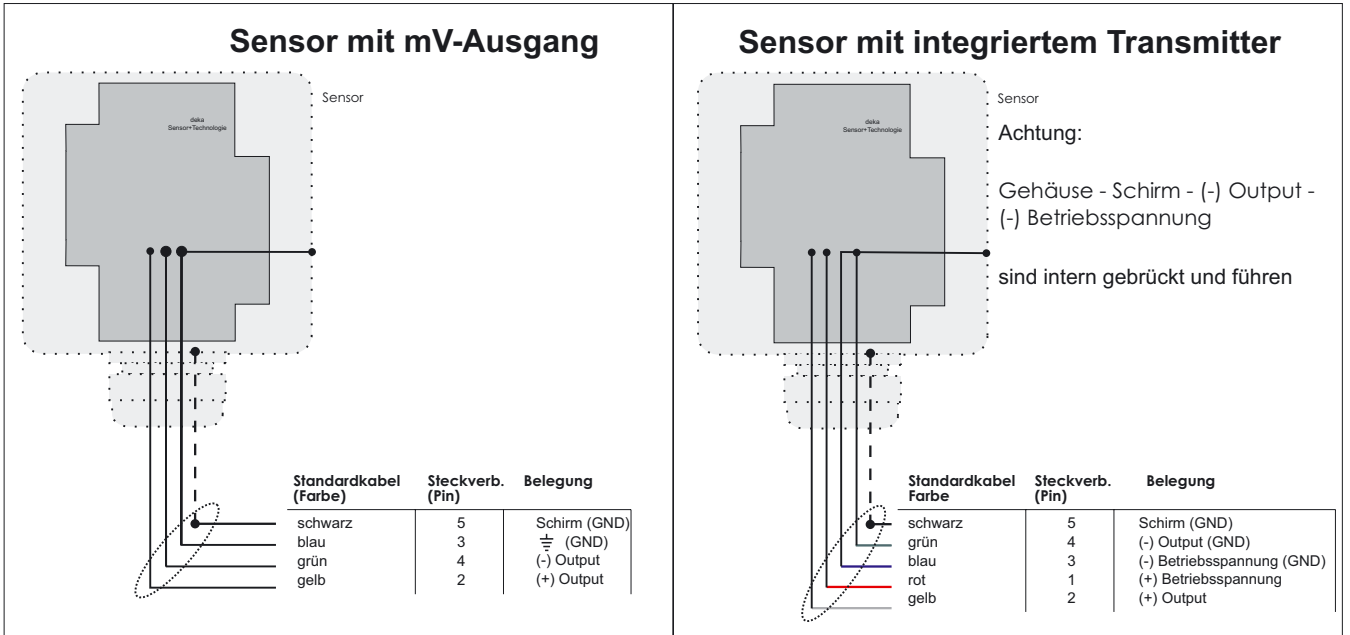 Sensor mit mV-Ausgang
Sensor
deka
Sensor+Technologie
Standardkabel Steckverb. Belegung
(Farbe) (Pin)
schwarz 5 Schirm (GND)
blau 3 (GND)
grün 4 (-) Output
gelb 2 (+) Output
Sensor mit integriertem Transmitter
Sensor
deka
Sensor+Technologie
Achtung:
Gehäuse - Schirm - (-) Output -
(-) Betriebsspannung
sind intern gebrückt und führen
Standardkabel Steckverb. Belegung
Farbe (Pin)
schwarz 5 Schirm (GND)
grün 4 (-) Output (GND)
blau 3 (-) Betriebsspannung (GND)
rot 1 (+) Betriebsspannung
gelb 2 (+) Output